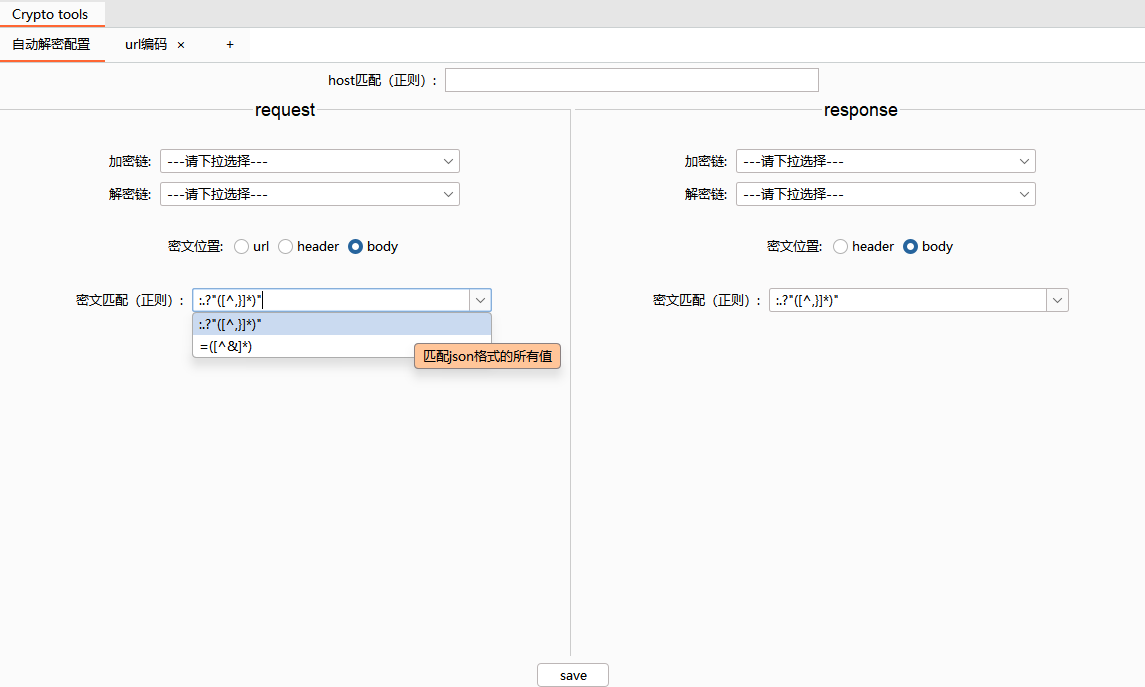 Crypto tools
自动解密配置 url编码 × +
host匹配（正则）:
request
response
加密链: ---请下拉选择---
解密链: ---请下拉选择---
密文位置: url header body
密文匹配（正则）: :.?"([^,}]*)"
:.?"([^,}]*)"
=([^&]*)
匹配json格式的所有值
加密链: ---请下拉选择---
解密链: ---请下拉选择---
密文位置: header body
密文匹配（正则）: :.?"([^,}]*)"
save